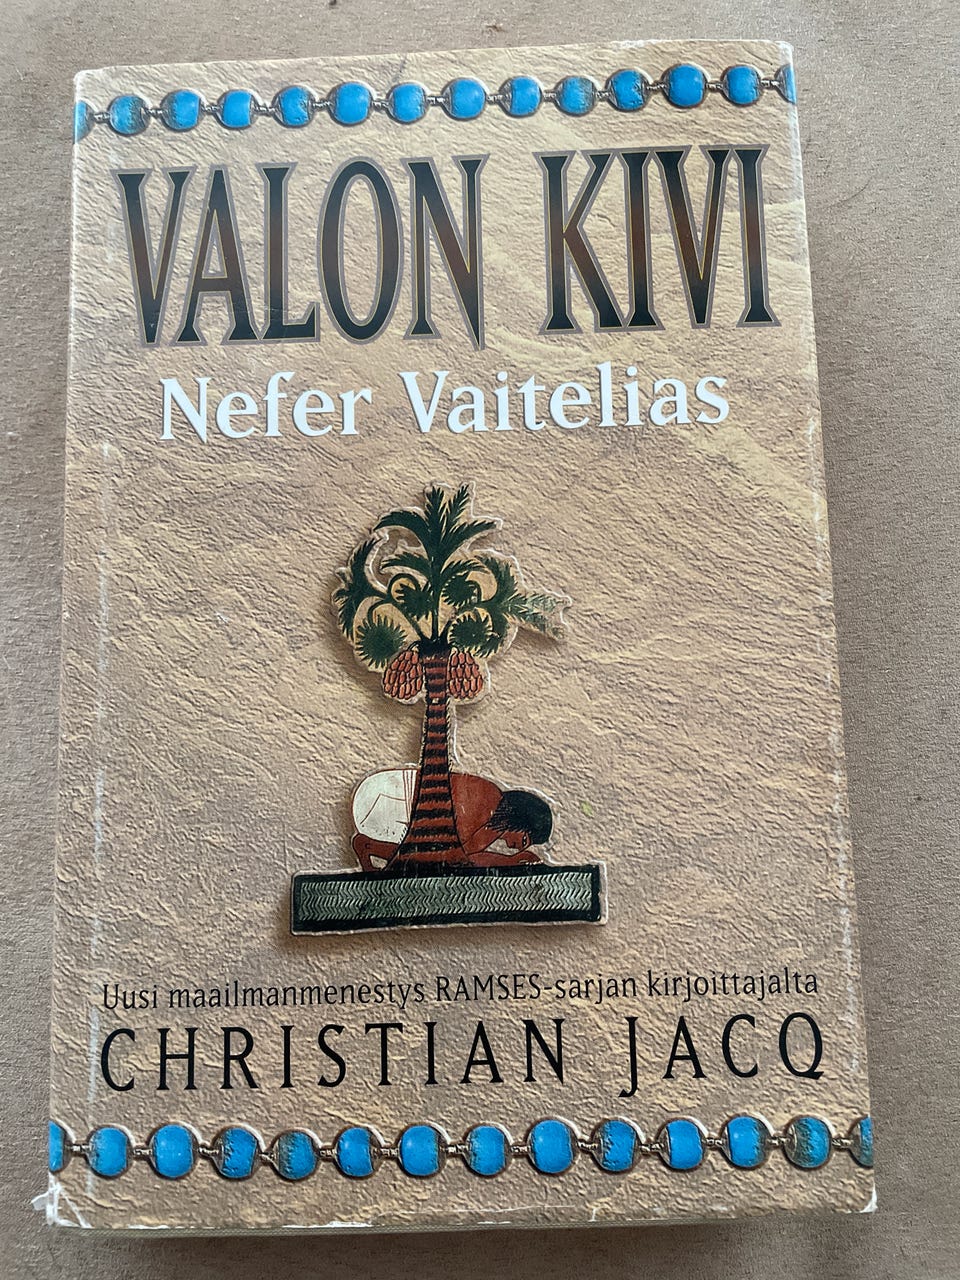 VALON KIVI
Nefer Vaitelias
Uusi maailmanmenestys RAMSES-sarjan kirjoittajalta
CHRISTIAN JACQ